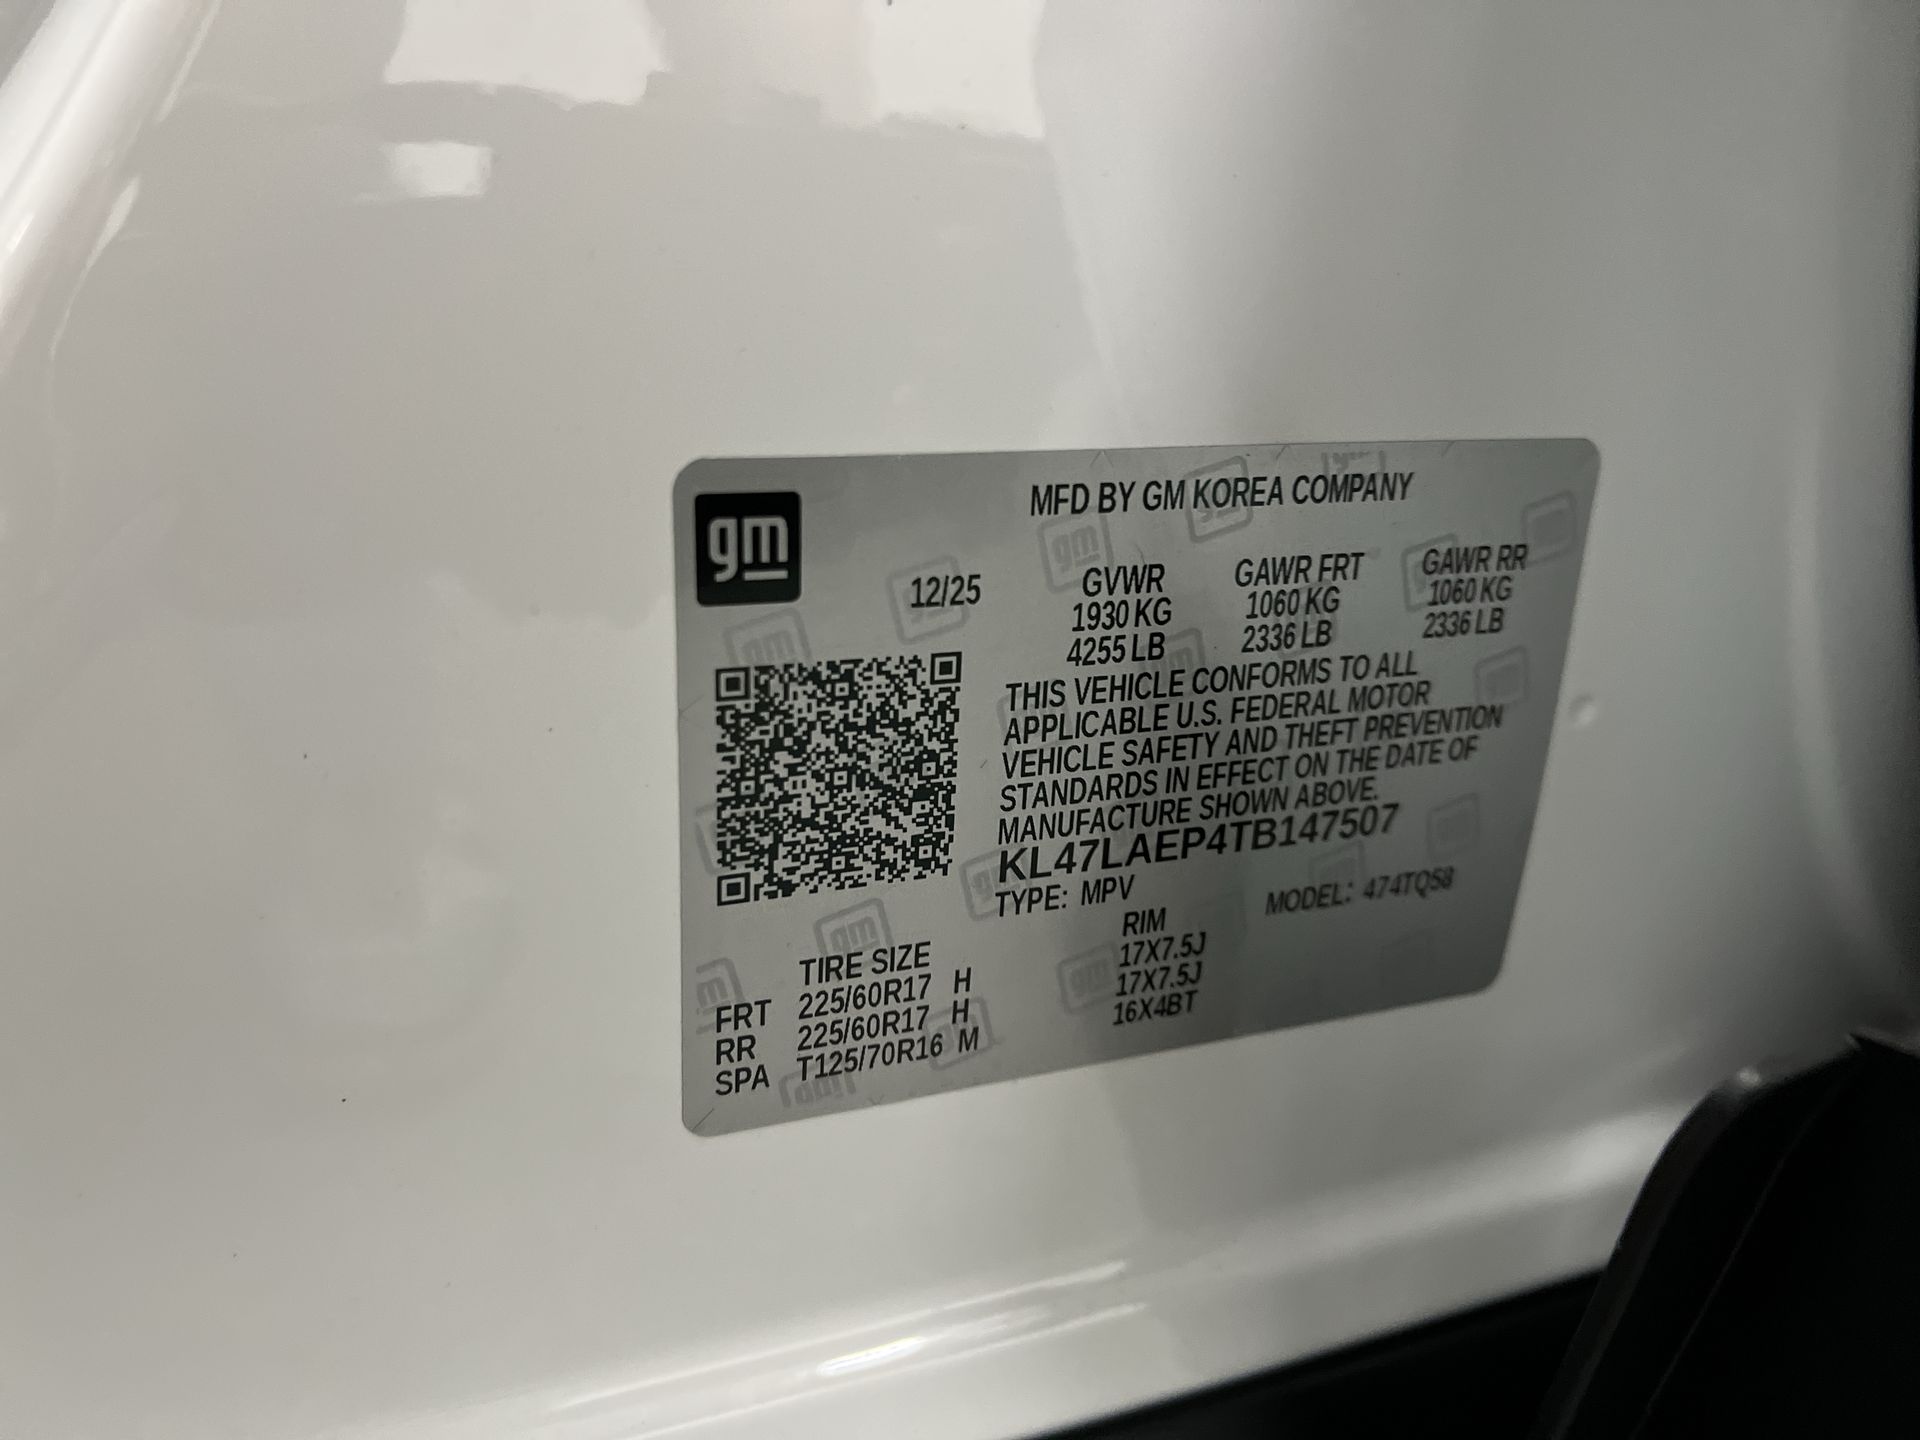 gm
MFD BY GM KOREA COMPANY
12/25
GVWR GAWR FRT GAWR RR
1930 KG 1060 KG 1060 KG
4255 LB 2336 LB 2336 LB
THIS VEHICLE CONFORMS TO ALL
APPLICABLE U.S. FEDERAL MOTOR
VEHICLE SAFETY AND THEFT PREVENTION
STANDARDS IN EFFECT ON THE DATE OF
MANUFACTURE SHOWN ABOVE.
KL47LAEP4TB147507
TYPE: MPV MODEL: 474TQ58
TIRE SIZE RIM
FRT 225/60R17 H 17X7.5J
RR 225/60R17 H 17X7.5J
SPA T125/70R16 M 16X4BT